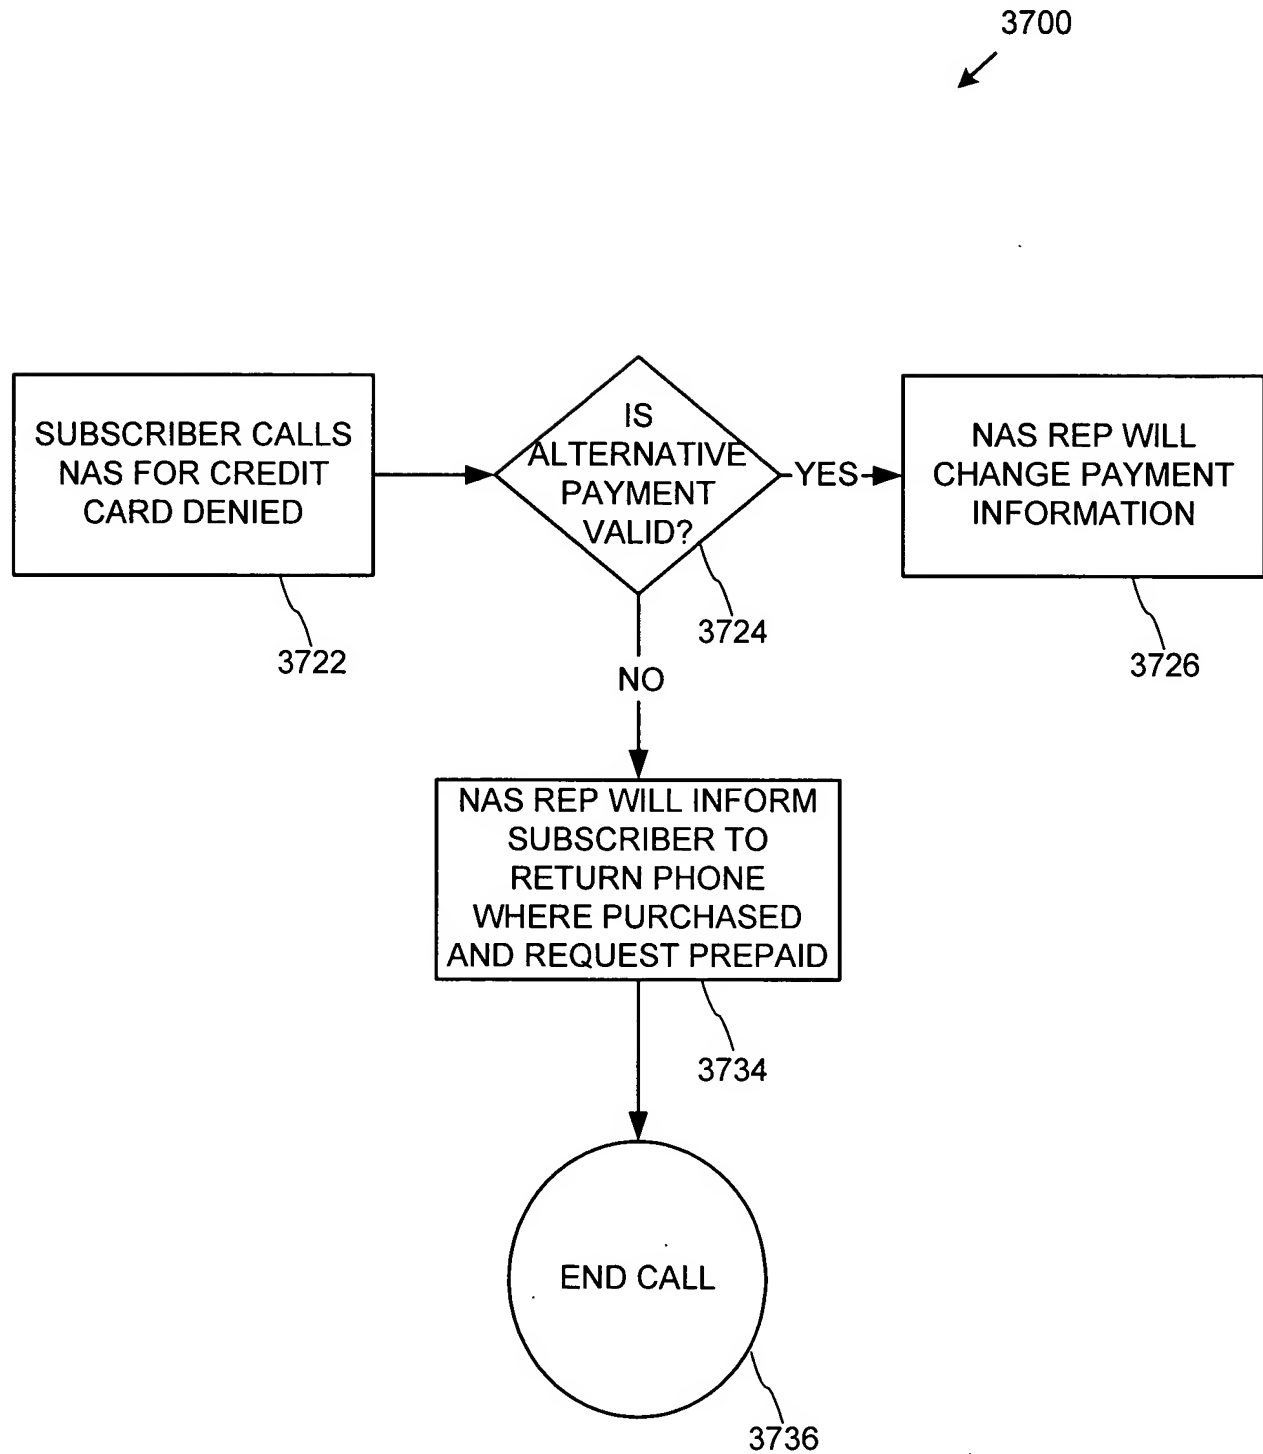 3700
SUBSCRIBER CALLS
NAS FOR CREDIT
CARD DENIED
3722
IS
ALTERNATIVE
PAYMENT
VALID?
3724
YES
NAS REP WILL
CHANGE PAYMENT
INFORMATION
3726
NO
NAS REP WILL INFORM
SUBSCRIBER TO
RETURN PHONE
WHERE PURCHASED
AND REQUEST PREPAID
3734
END CALL
3736